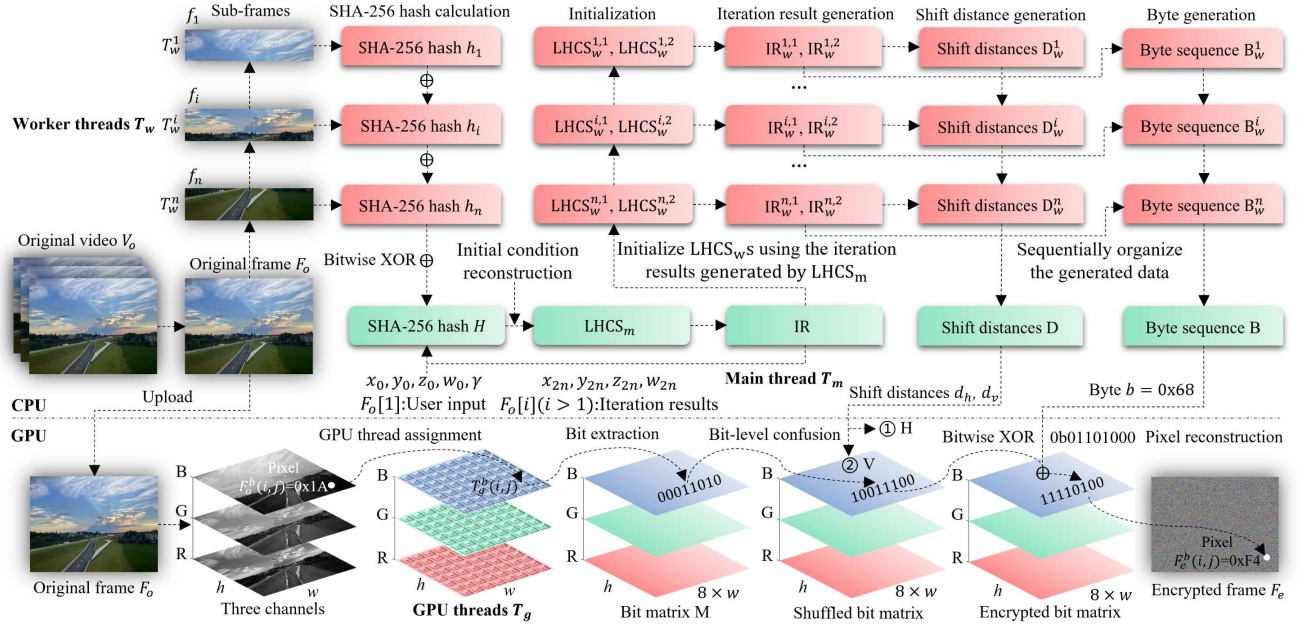 Sub-frames
SHA-256 hash calculation
Initialization
Iteration result generation
Shift distance generation
Byte generation
f₁
T_w^1
SHA-256 hash h₁
LHCS_w^{1,1}, LHCS_w^{1,2}
IR_w^{1,1}, IR_w^{1,2}
Shift distances D_w^1
Byte sequence B_w^1
⊕
...
f_i
Worker threads T_w
T_w^i
SHA-256 hash h_i
LHCS_w^{i,1}, LHCS_w^{i,2}
IR_w^{i,1}, IR_w^{i,2}
Shift distances D_w^i
Byte sequence B_w^i
⊕
...
f_n
T_w^n
SHA-256 hash h_n
LHCS_w^{n,1}, LHCS_w^{n,2}
IR_w^{n,1}, IR_w^{n,2}
Shift distances D_w^n
Byte sequence B_w^n
Original video V_o
Original frame F_o
Bitwise XOR ⊕
Initial condition
reconstruction
Initialize LHCS_ws using the iteration
results generated by LHCS_m
Sequentially organize
the generated data
SHA-256 hash H
LHCS_m
IR
Shift distances D
Byte sequence B
x₀, y₀, z₀, w₀, γ
x_{2n}, y_{2n}, z_{2n}, w_{2n}
Main thread T_m
F_o[1]:User input
F_o[i](i > 1):Iteration results
Shift distances d_h, d_v
Byte b = 0x68
Upload
CPU
GPU
GPU thread assignment
Bit extraction
Bit-level confusion
① H
② V
Bitwise XOR
0b01101000
Pixel reconstruction
B
G
R
Pixel
F_o^b(i, j)=0x1A
B
G
R
T_g^b(i, j)
B
G
R
00011010
B
G
R
10011100
B
G
R
⊕
11110100
Pixel
F_e^b(i, j)=0xF4
h
w
h
w
h
8 × w
h
8 × w
h
8 × w
Original frame F_o
Three channels
GPU threads T_g
Bit matrix M
Shuffled bit matrix
Encrypted bit matrix
Encrypted frame F_e